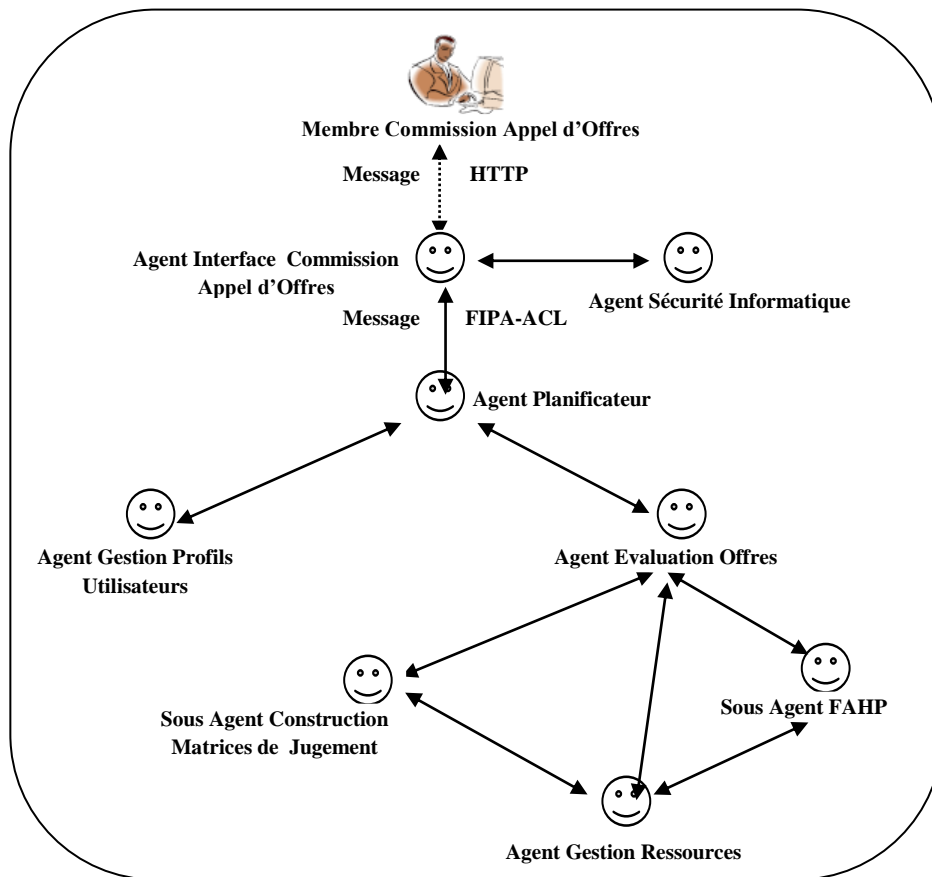 Membre Commission Appel d'Offres
Message HTTP
Agent Interface Commission
Appel d'Offres
Agent Sécurité Informatique
Message FIPA-ACL
Agent Planificateur
Agent Gestion Profils
Utilisateurs
Agent Evaluation Offres
Sous Agent Construction
Matrices de Jugement
Sous Agent FAHP
Agent Gestion Ressources